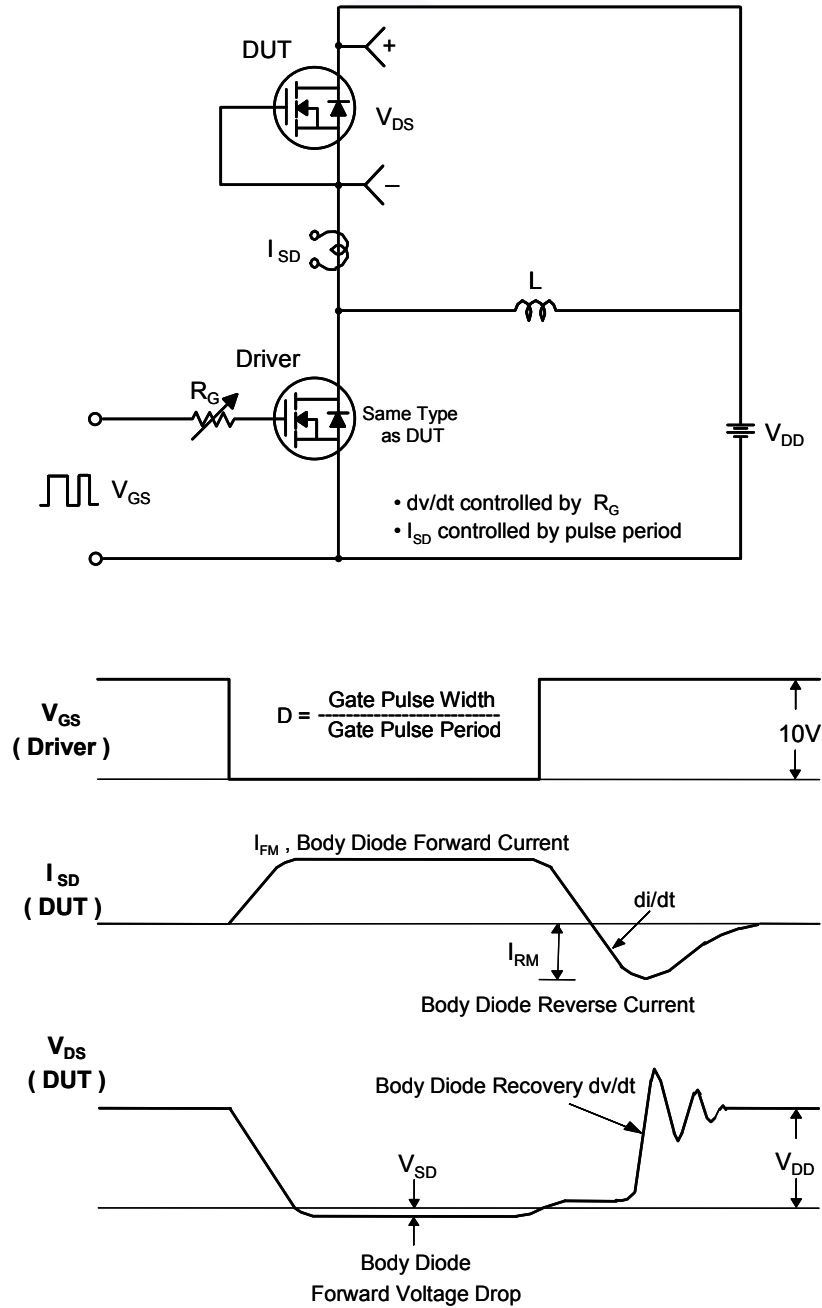 DUT
+
V_DS
–
I_SD
L
Driver
R_G
Same Type
as DUT
V_DD
V_GS
• dv/dt controlled by R_G
• I_SD controlled by pulse period
V_GS
( Driver )
D = Gate Pulse Width
Gate Pulse Period
10V
I_FM , Body Diode Forward Current
I_SD
( DUT )
di/dt
I_RM
Body Diode Reverse Current
V_DS
( DUT )
Body Diode Recovery dv/dt
V_SD
V_DD
Body Diode
Forward Voltage Drop